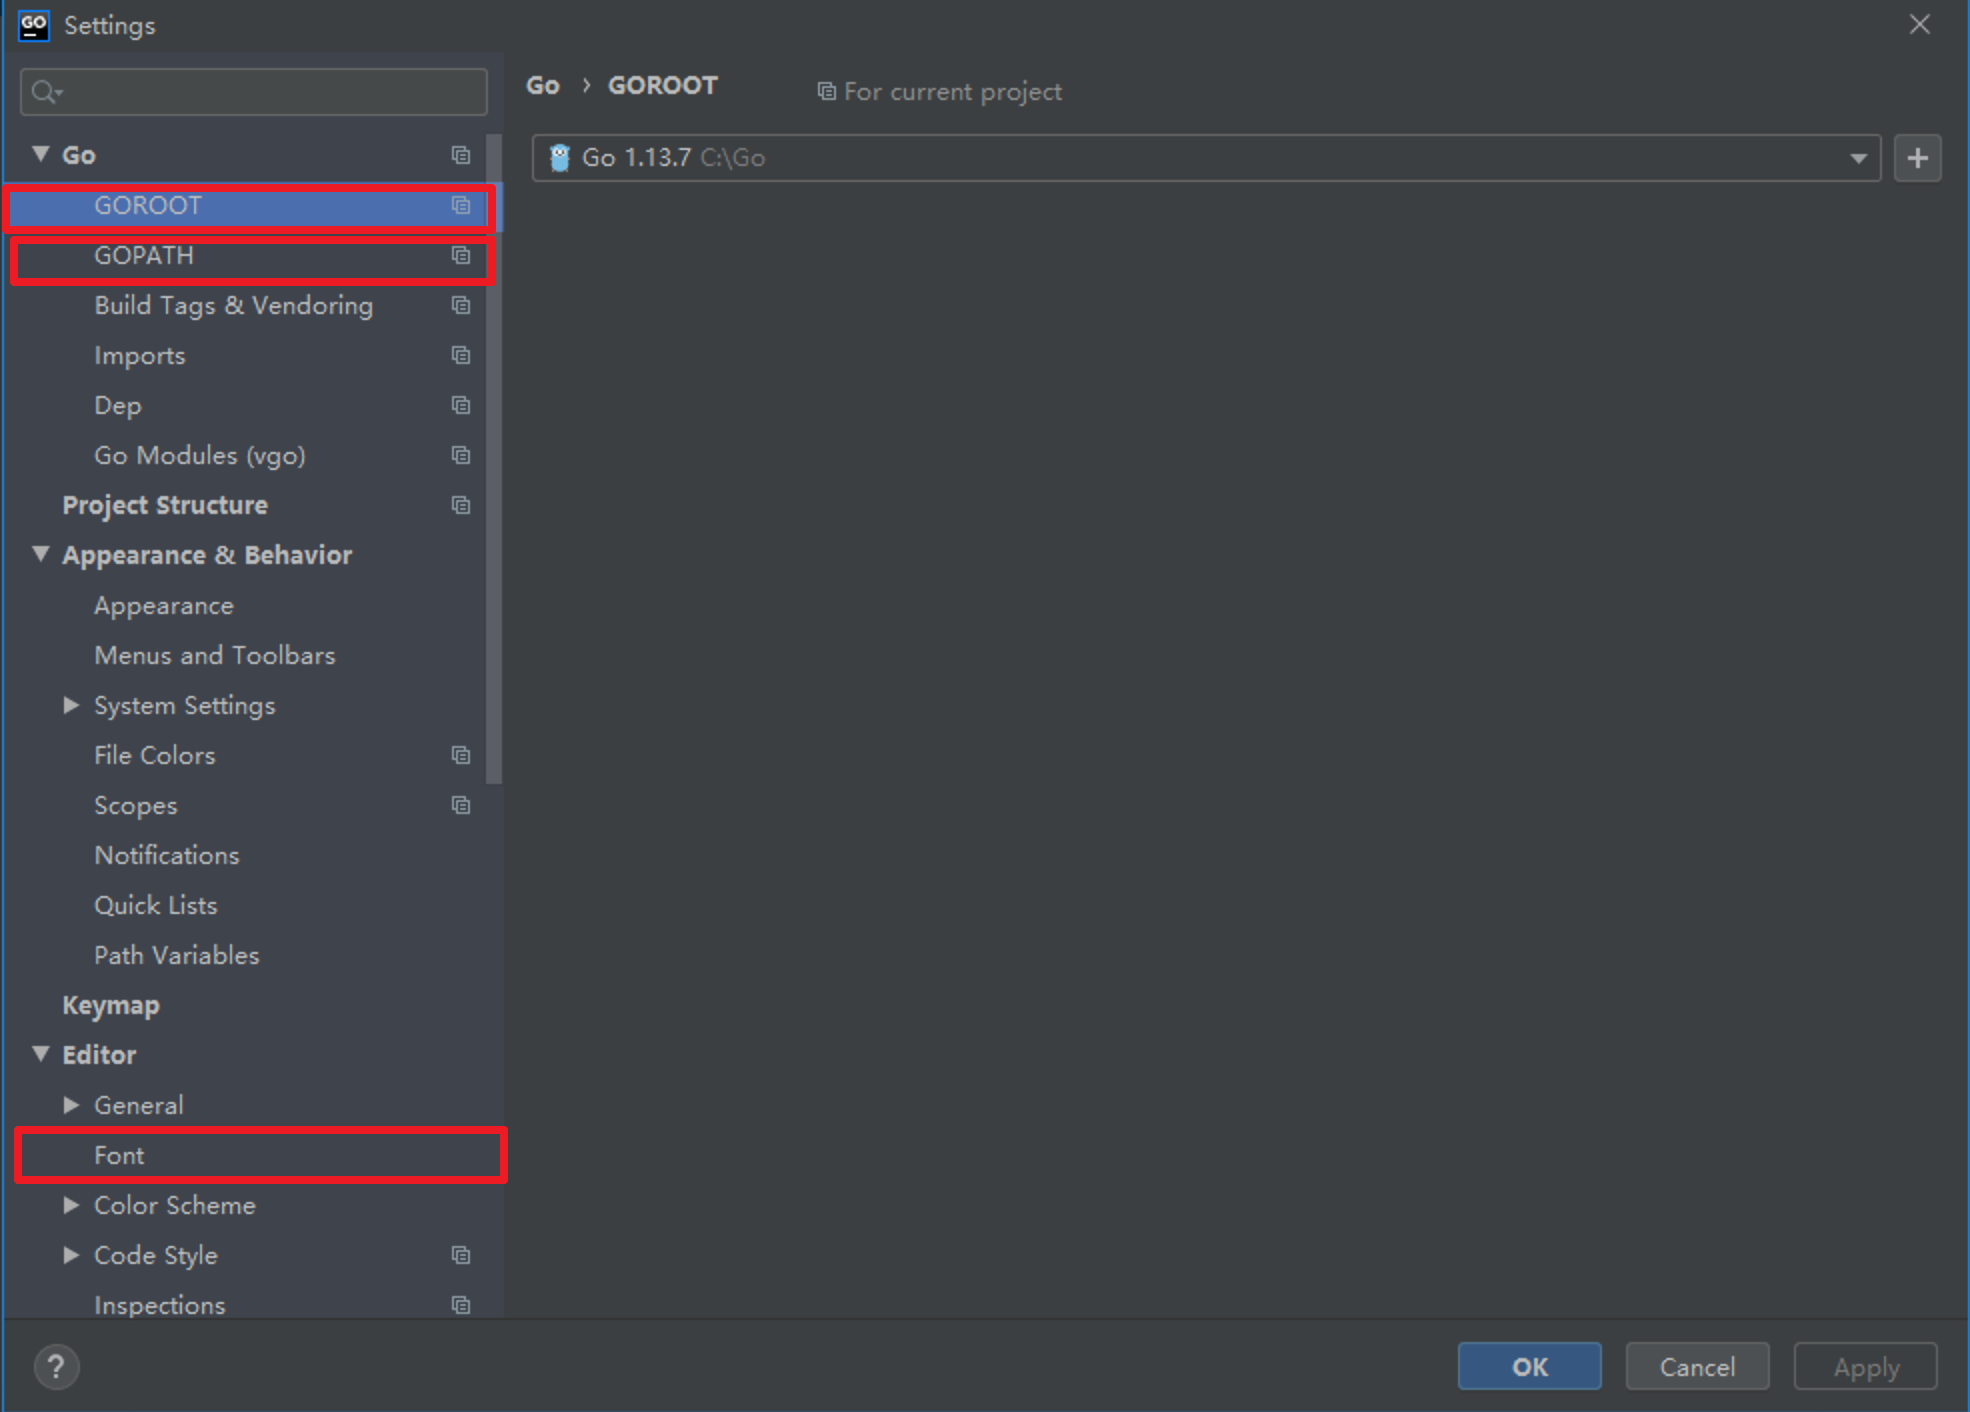 GO
Settings
Go › GOROOT
For current project
Go 1.13.7 C:\Go
+
Go
GOROOT
GOPATH
Build Tags & Vendoring
Imports
Dep
Go Modules (vgo)
Project Structure
Appearance & Behavior
Appearance
Menus and Toolbars
System Settings
File Colors
Scopes
Notifications
Quick Lists
Path Variables
Keymap
Editor
General
Font
Color Scheme
Code Style
Inspections
?
OK
Cancel
Apply